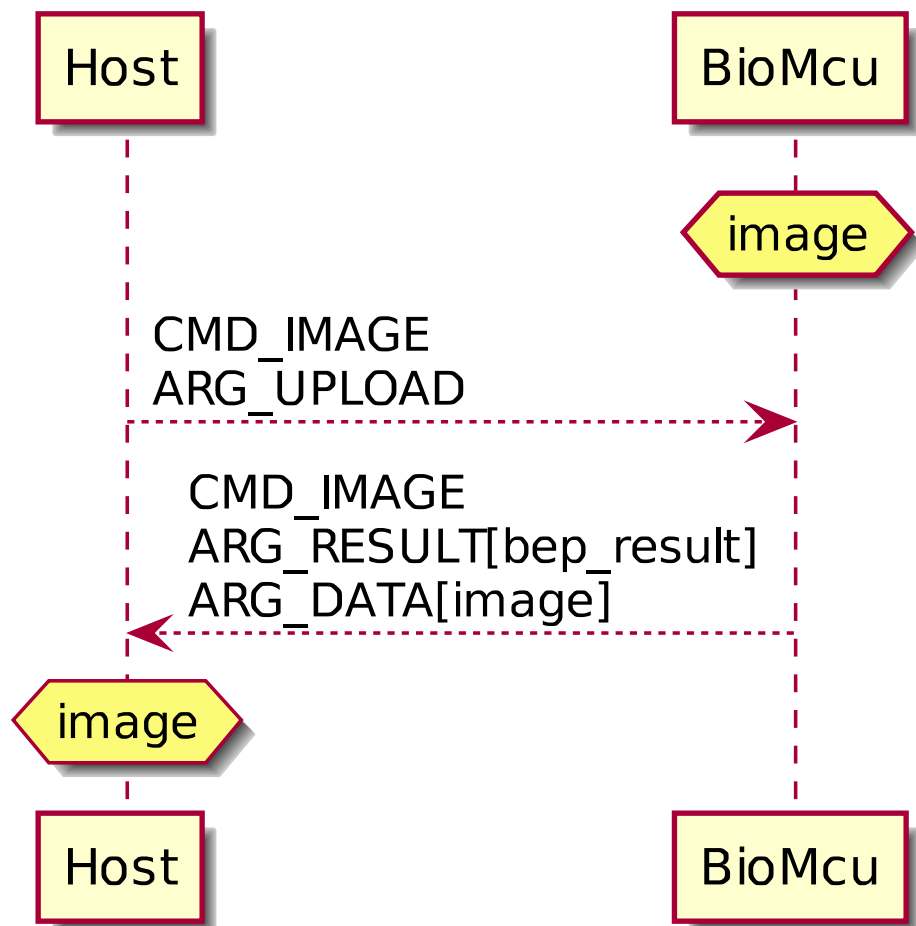 Host
BioMcu
image
CMD_IMAGE
ARG_UPLOAD
CMD_IMAGE
ARG_RESULT[bep_result]
ARG_DATA[image]
image
Host
BioMcu